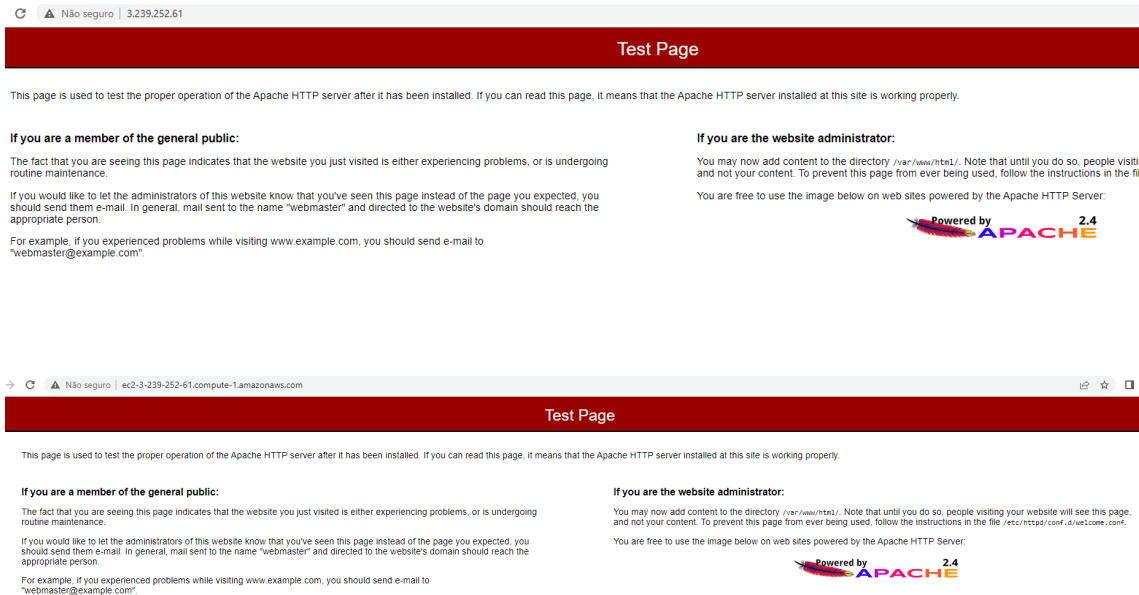 Não seguro | 3.239.252.61
Test Page
This page is used to test the proper operation of the Apache HTTP server after it has been installed. If you can read this page, it means that the Apache HTTP server installed at this site is working properly.
If you are a member of the general public:
The fact that you are seeing this page indicates that the website you just visited is either experiencing problems, or is undergoing
routine maintenance.
If you would like to let the administrators of this website know that you've seen this page instead of the page you expected, you
should send them e-mail. In general, mail sent to the name "webmaster" and directed to the website's domain should reach the
appropriate person.
For example, if you experienced problems while visiting www.example.com, you should send e-mail to
"webmaster@example.com".
If you are the website administrator:
You may now add content to the directory /var/www/html/. Note that until you do so, people visiti
and not your content. To prevent this page from ever being used, follow the instructions in the fi
You are free to use the image below on web sites powered by the Apache HTTP Server:
Powered by 2.4
APACHE
Não seguro | ec2-3-239-252-61.compute-1.amazonaws.com
Test Page
This page is used to test the proper operation of the Apache HTTP server after it has been installed. If you can read this page, it means that the Apache HTTP server installed at this site is working properly.
If you are a member of the general public:
The fact that you are seeing this page indicates that the website you just visited is either experiencing problems, or is undergoing
routine maintenance.
If you would like to let the administrators of this website know that you've seen this page instead of the page you expected, you
should send them e-mail. In general, mail sent to the name "webmaster" and directed to the website's domain should reach the
appropriate person.
For example, if you experienced problems while visiting www.example.com, you should send e-mail to
"webmaster@example.com".
If you are the website administrator:
You may now add content to the directory /var/www/html/. Note that until you do so, people visiting your website will see this page,
and not your content. To prevent this page from ever being used, follow the instructions in the file /etc/httpd/conf.d/welcome.conf.
You are free to use the image below on web sites powered by the Apache HTTP Server:
Powered by 2.4
APACHE